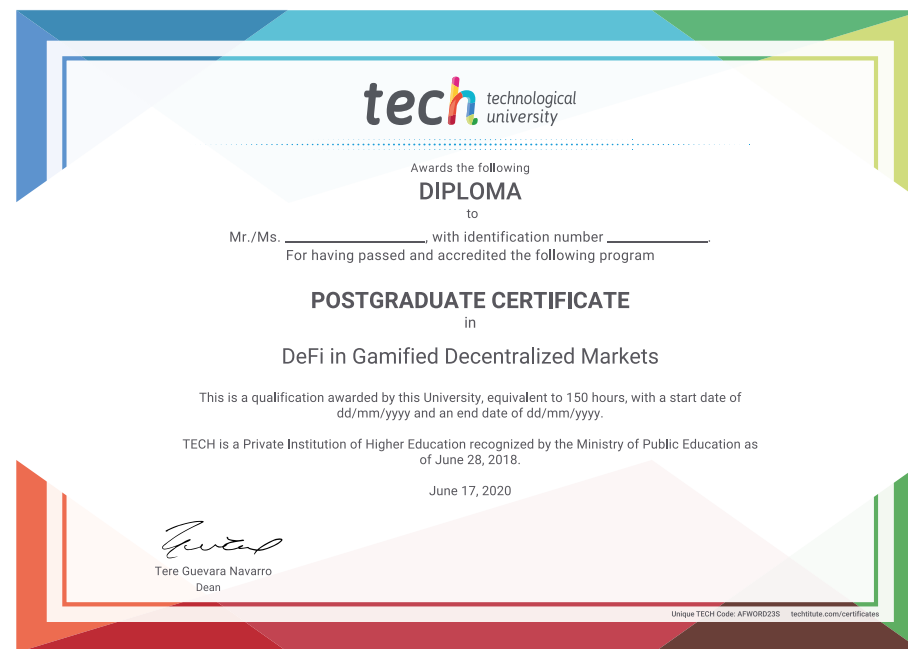 tech technological
university
Awards the following
DIPLOMA
to
Mr./Ms. ____________________, with identification number ______________.
For having passed and accredited the following program
POSTGRADUATE CERTIFICATE
in
DeFi in Gamified Decentralized Markets
This is a qualification awarded by this University, equivalent to 150 hours, with a start date of
dd/mm/yyyy and an end date of dd/mm/yyyy.
TECH is a Private Institution of Higher Education recognized by the Ministry of Public Education as
of June 28, 2018.
June 17, 2020
Tere Guevara Navarro
Dean
Unique TECH Code: AFWORD23S techtitute.com/certificates